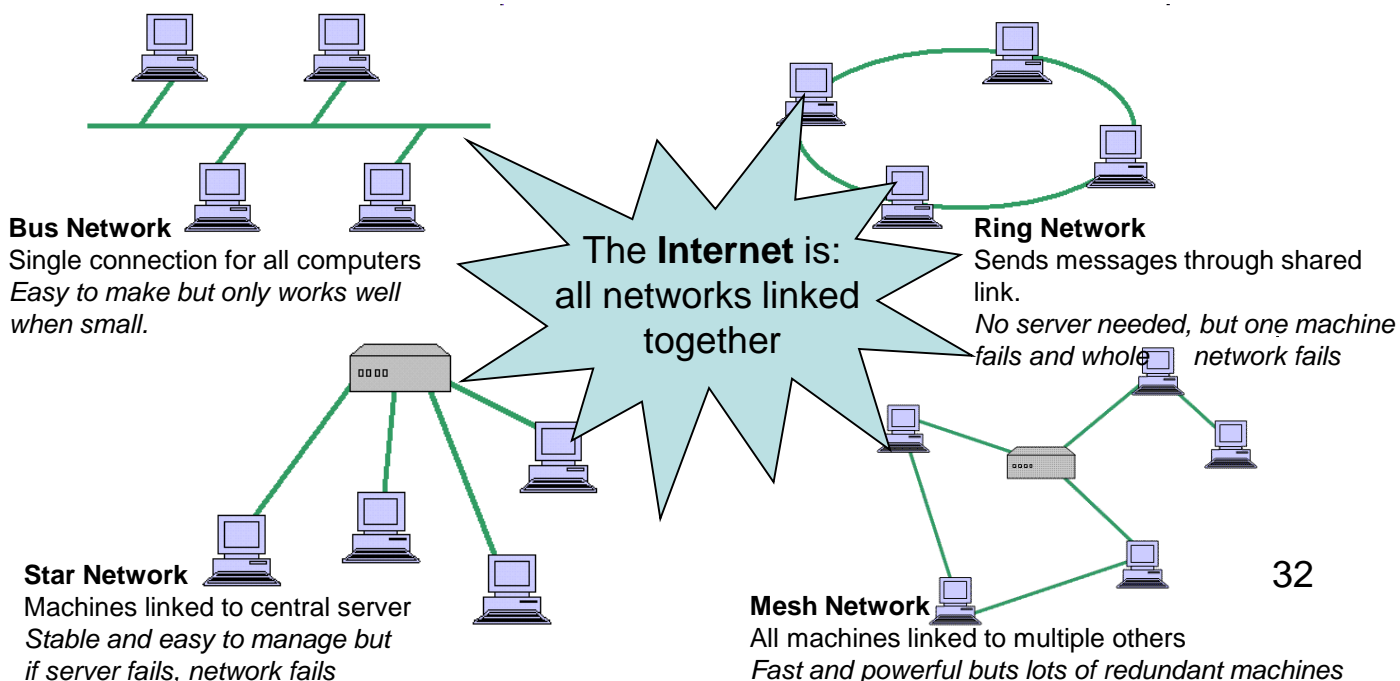 Bus Network
Single connection for all computers
Easy to make but only works well
when small.
The Internet is:
all networks linked
together
Ring Network
Sends messages through shared
link.
No server needed, but one machine
fails and whole network fails
Star Network
Machines linked to central server
Stable and easy to manage but
if server fails, network fails
Mesh Network
All machines linked to multiple others
Fast and powerful buts lots of redundant machines
32